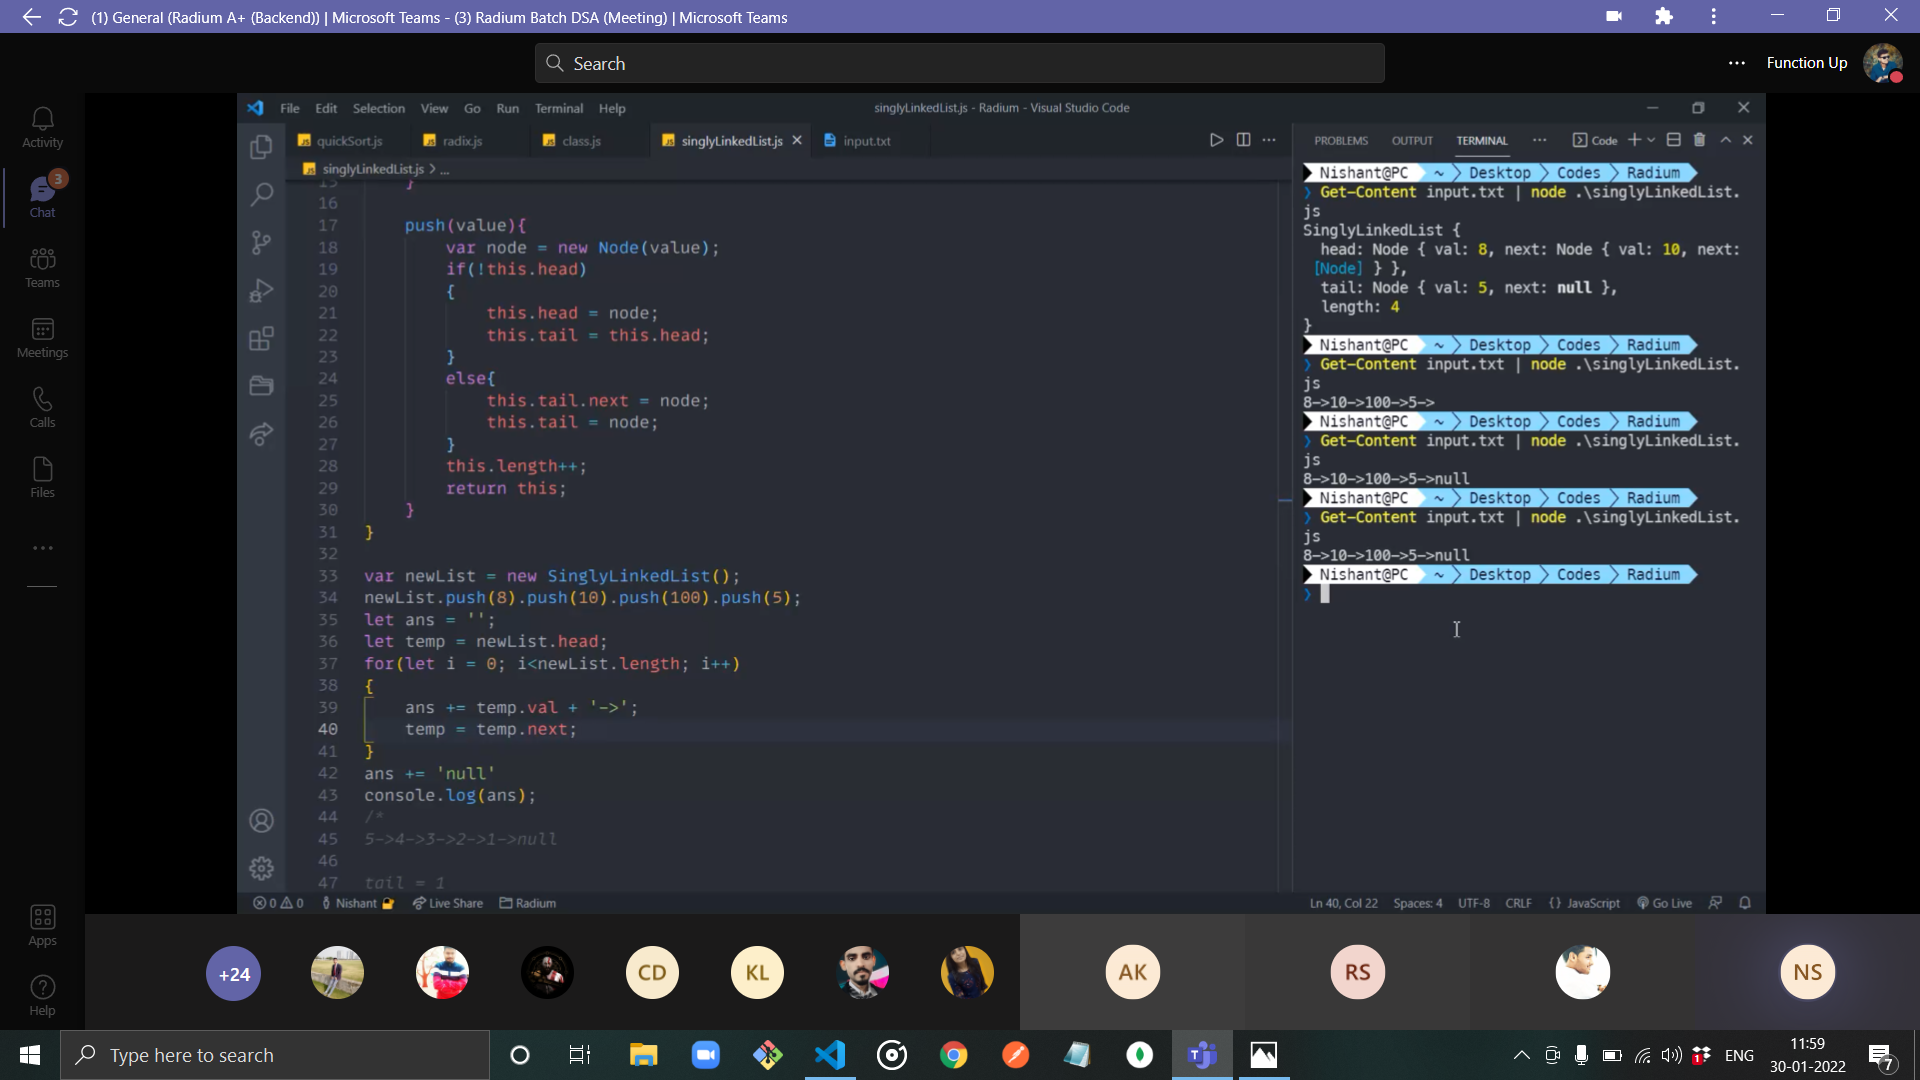 (1) General (Radium A+ (Backend)) | Microsoft Teams - (3) Radium Batch DSA (Meeting) | Microsoft Teams
Search
Function Up
Activity
3
Chat
Teams
Meetings
Calls
Files
Apps
Help
File Edit Selection View Go Run Terminal Help
singlyLinkedList.js - Radium - Visual Studio Code
quickSort.js radix.js class.js singlyLinkedList.js input.txt
singlyLinkedList.js > ...
15 }
16
17 push(value){
18 var node = new Node(value);
19 if(!this.head)
20 {
21 this.head = node;
22 this.tail = this.head;
23 }
24 else{
25 this.tail.next = node;
26 this.tail = node;
27 }
28 this.length++;
29 return this;
30 }
31 }
32
33 var newList = new SinglyLinkedList();
34 newList.push(8).push(10).push(100).push(5);
35 let ans = '';
36 let temp = newList.head;
37 for(let i = 0; i<newList.length; i++)
38 {
39 ans += temp.val + '->';
40 temp = temp.next;
41 }
42 ans += 'null'
43 console.log(ans);
44 /*
45 5->4->3->2->1->null
46
47 tail = 1
PROBLEMS OUTPUT TERMINAL ... Code
Nishant@PC ~ Desktop Codes Radium
Get-Content input.txt | node .\singlyLinkedList.
js
SinglyLinkedList {
head: Node { val: 8, next: Node { val: 10, next:
[Node] } },
tail: Node { val: 5, next: null },
length: 4
}
Nishant@PC ~ Desktop Codes Radium
Get-Content input.txt | node .\singlyLinkedList.
js
8->10->100->5->
Nishant@PC ~ Desktop Codes Radium
Get-Content input.txt | node .\singlyLinkedList.
js
8->10->100->5->null
Nishant@PC ~ Desktop Codes Radium
Get-Content input.txt | node .\singlyLinkedList.
js
8->10->100->5->null
Nishant@PC ~ Desktop Codes Radium
0 0 Nishant Live Share Radium
Ln 40, Col 22 Spaces: 4 UTF-8 CRLF {} JavaScript Go Live
+24 CD KL AK RS NS
Type here to search
1
ENG
11:59
30-01-2022
7